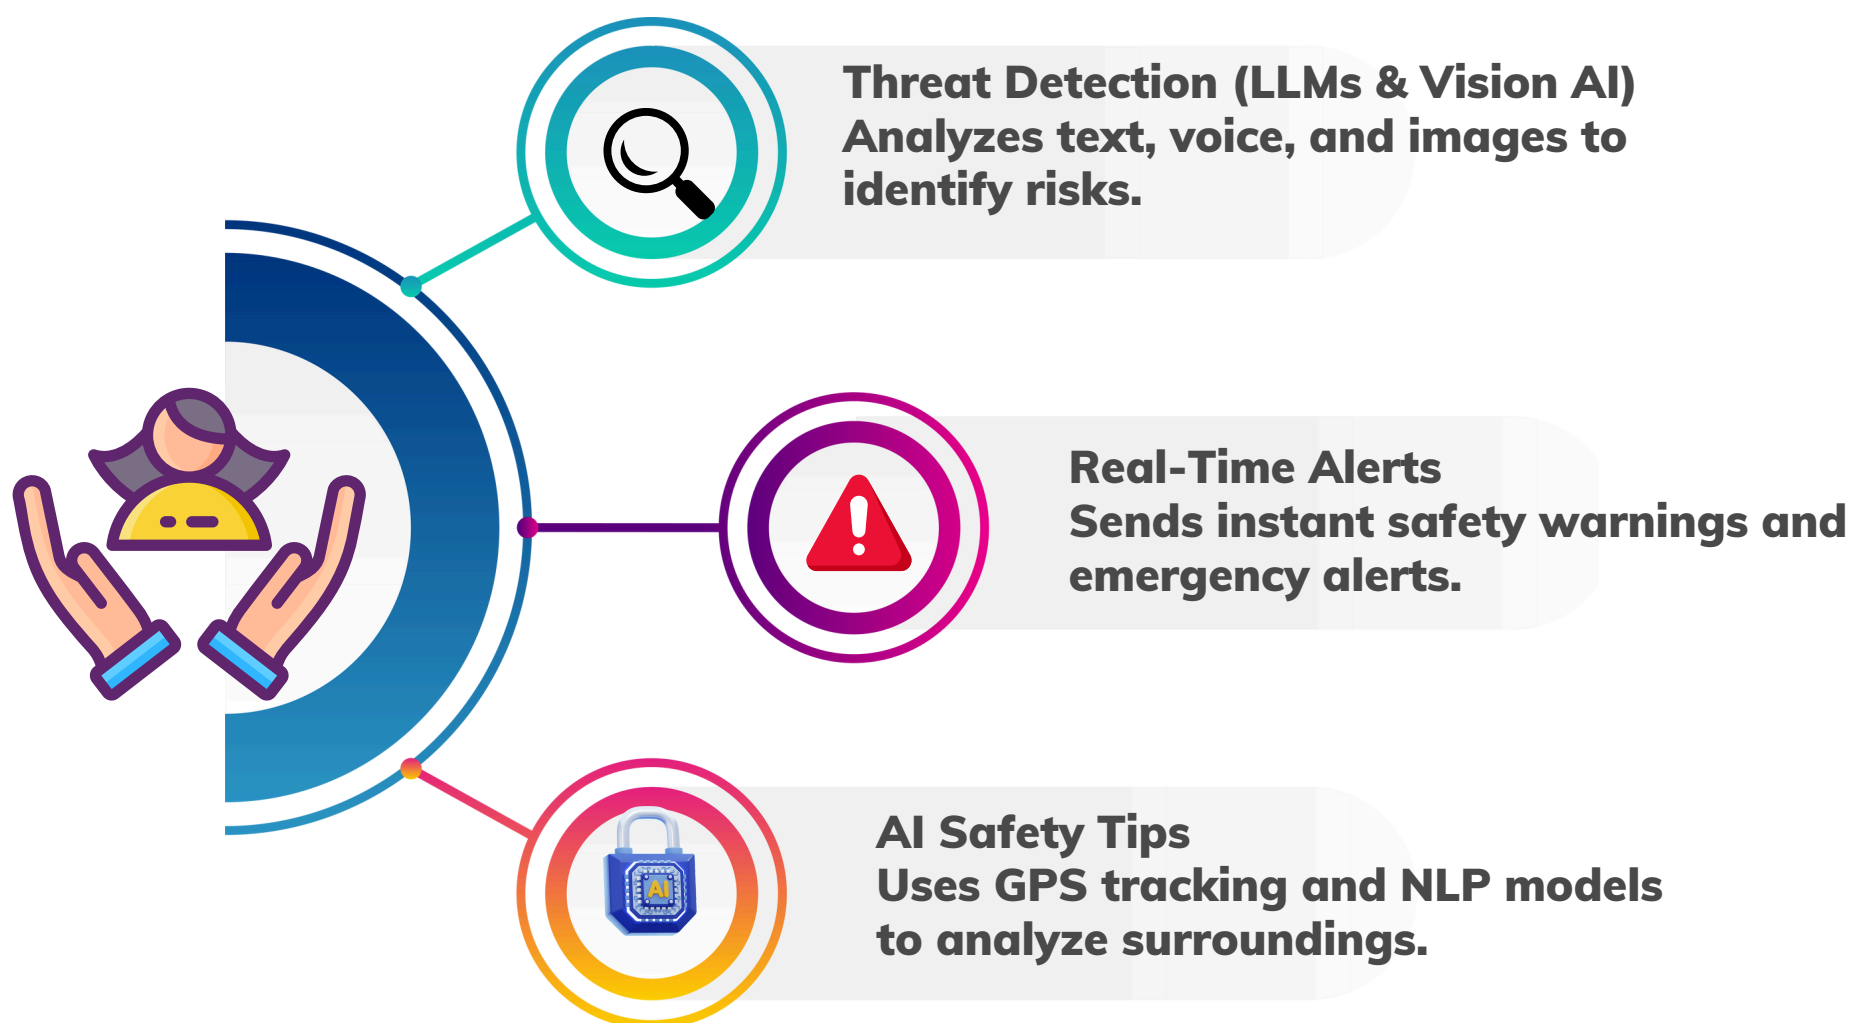 Threat Detection (LLMs & Vision AI)
Analyzes text, voice, and images to
identify risks.
Real-Time Alerts
Sends instant safety warnings and
emergency alerts.
AI
AI Safety Tips
Uses GPS tracking and NLP models
to analyze surroundings.